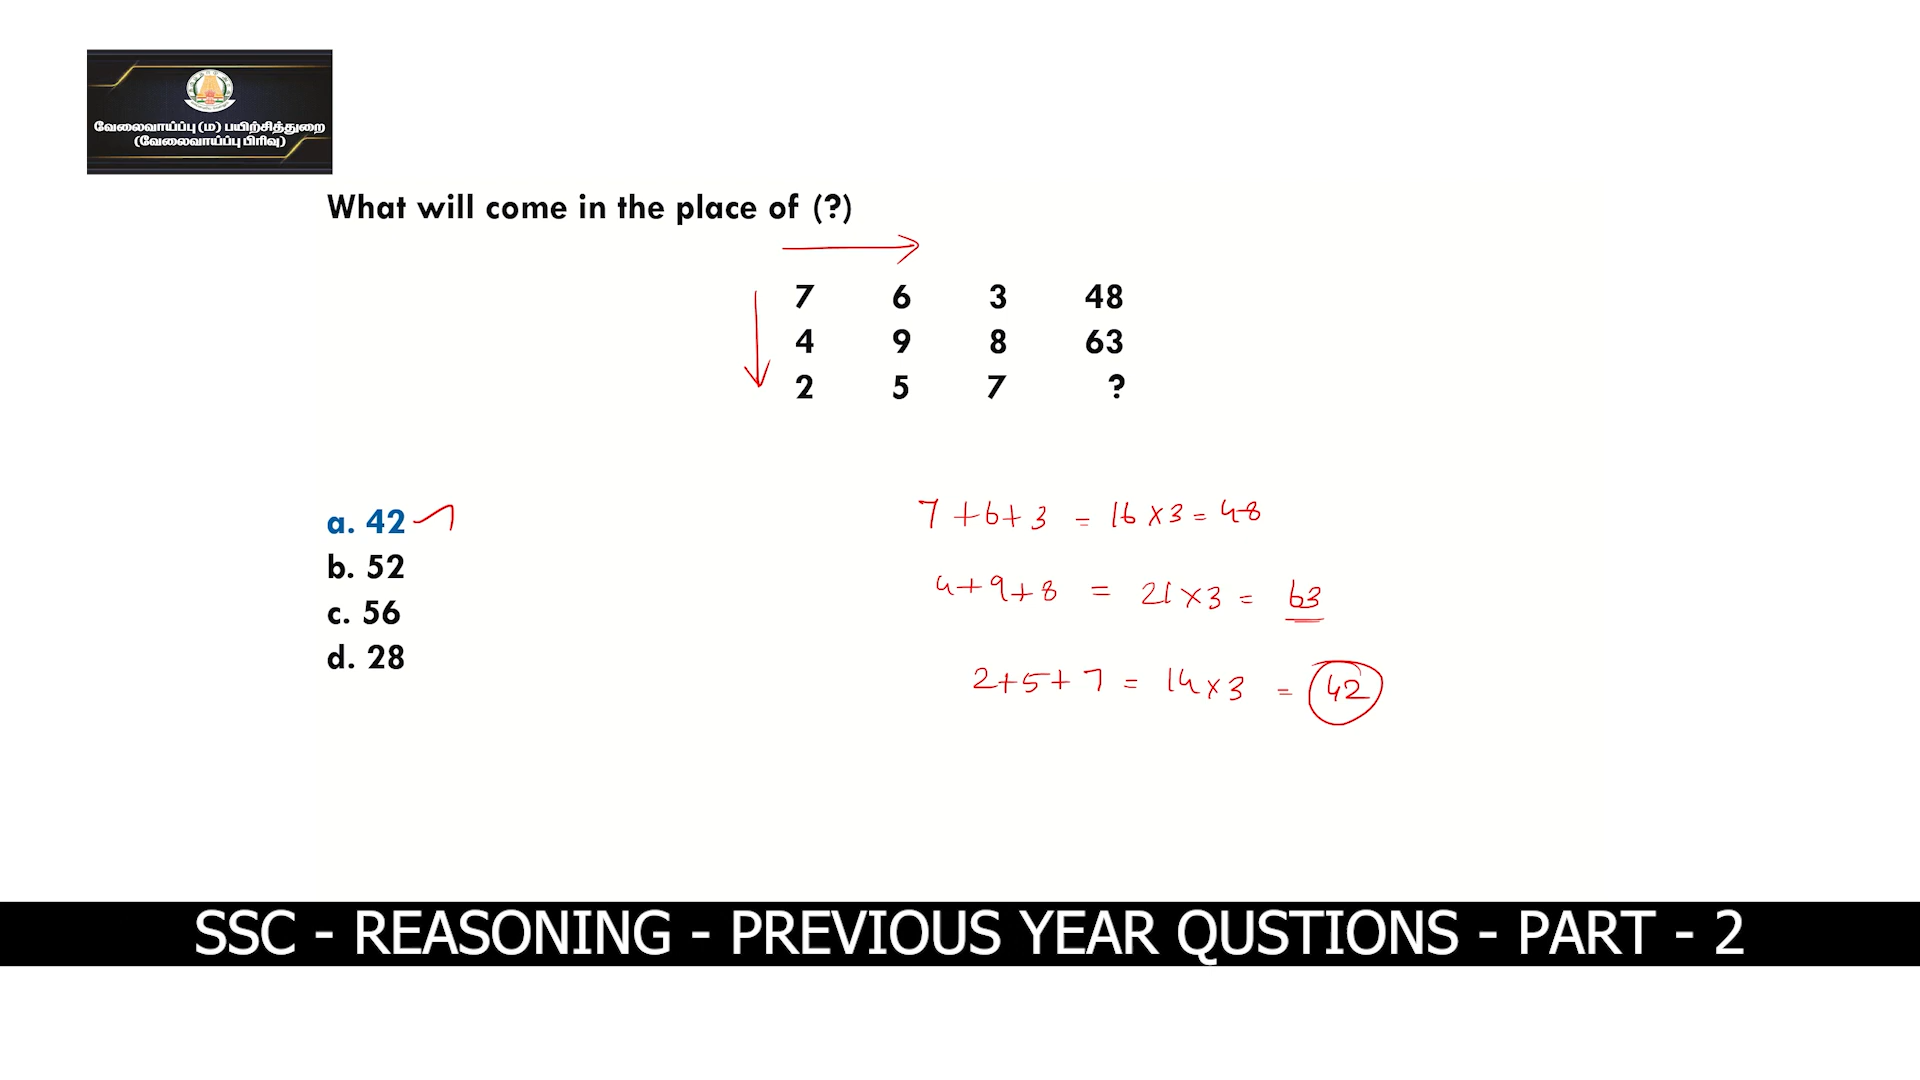 வேலைவாய்ப்பு (ம) பயிற்சித்துறை
(வேலைவாய்ப்பு பிரிவு)
What will come in the place of (?)
7 6 3 48
4 9 8 63
2 5 7 ?
a. 42
b. 52
c. 56
d. 28
7+6+3 = 16×3 = 48
4+9+8 = 21×3 = 63
2+5+7 = 14×3 = 42
SSC - REASONING - PREVIOUS YEAR QUSTIONS - PART - 2